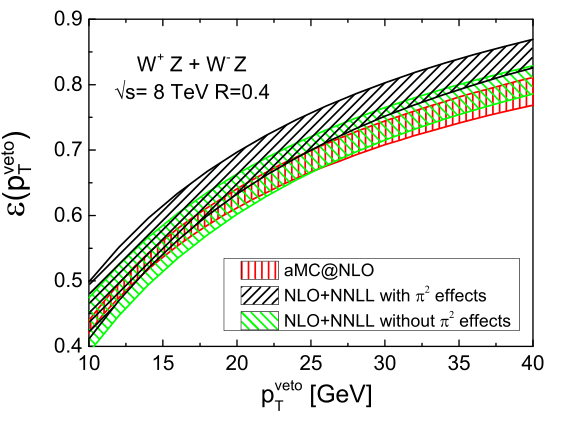 0.9
0.8
0.7
0.6
0.5
0.4
ε(p_T^veto)
W⁺ Z + W⁻ Z
√s= 8 TeV R=0.4
aMC@NLO
NLO+NNLL with π² effects
NLO+NNLL without π² effects
10 15 20 25 30 35 40
p_T^veto [GeV]